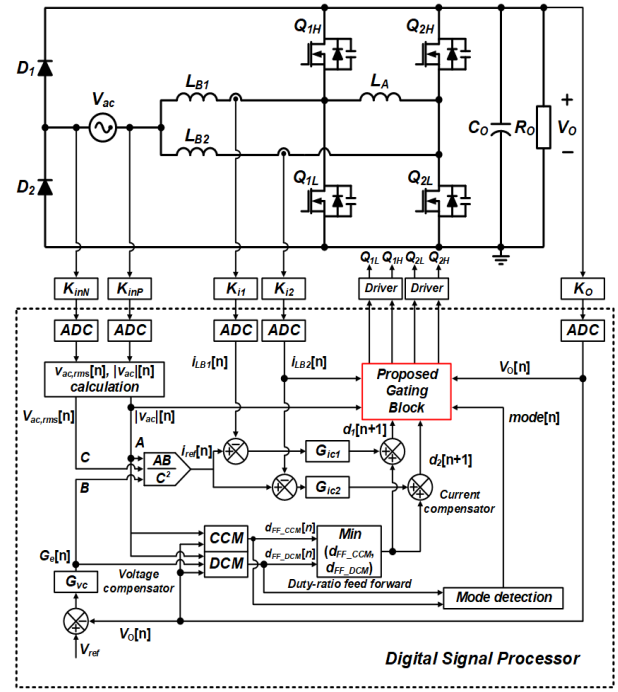 Q1H
Q2H
D1
Vac
LB1
LA
LB2
CO
RO
+
VO
−
D2
Q1L
Q2L
Q1L
Q1H
Q2L
Q2H
KinN
KinP
Ki1
Ki2
Driver
Driver
KO
ADC
ADC
ADC
ADC
ADC
vac,rms[n], |vac|[n]
calculation
iLB1[n]
iLB2[n]
Proposed
Gating
Block
VO[n]
Vac,rms[n]
|vac|[n]
mode[n]
d1[n+1]
A
iref[n]
C
AB
C2
Gic1
d2[n+1]
B
Gic2
Current
compensator
Ge[n]
CCM
dFF_CCM[n]
Min
(dFF_CCM,
dFF_DCM)
DCM
dFF_DCM[n]
Voltage
compensator
Gvc
Duty-ratio feed forward
Mode detection
VO[n]
Vref
Digital Signal Processor